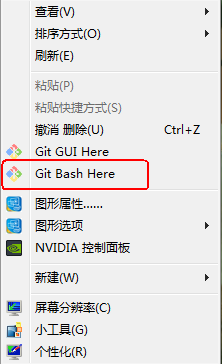 查看(V)
排序方式(O)
刷新(E)
粘贴(P)
粘贴快捷方式(S)
撤消 删除(U) Ctrl+Z
Git GUI Here
Git Bash Here
图形属性......
图形选项
NVIDIA 控制面板
新建(W)
屏幕分辨率(C)
小工具(G)
个性化(R)